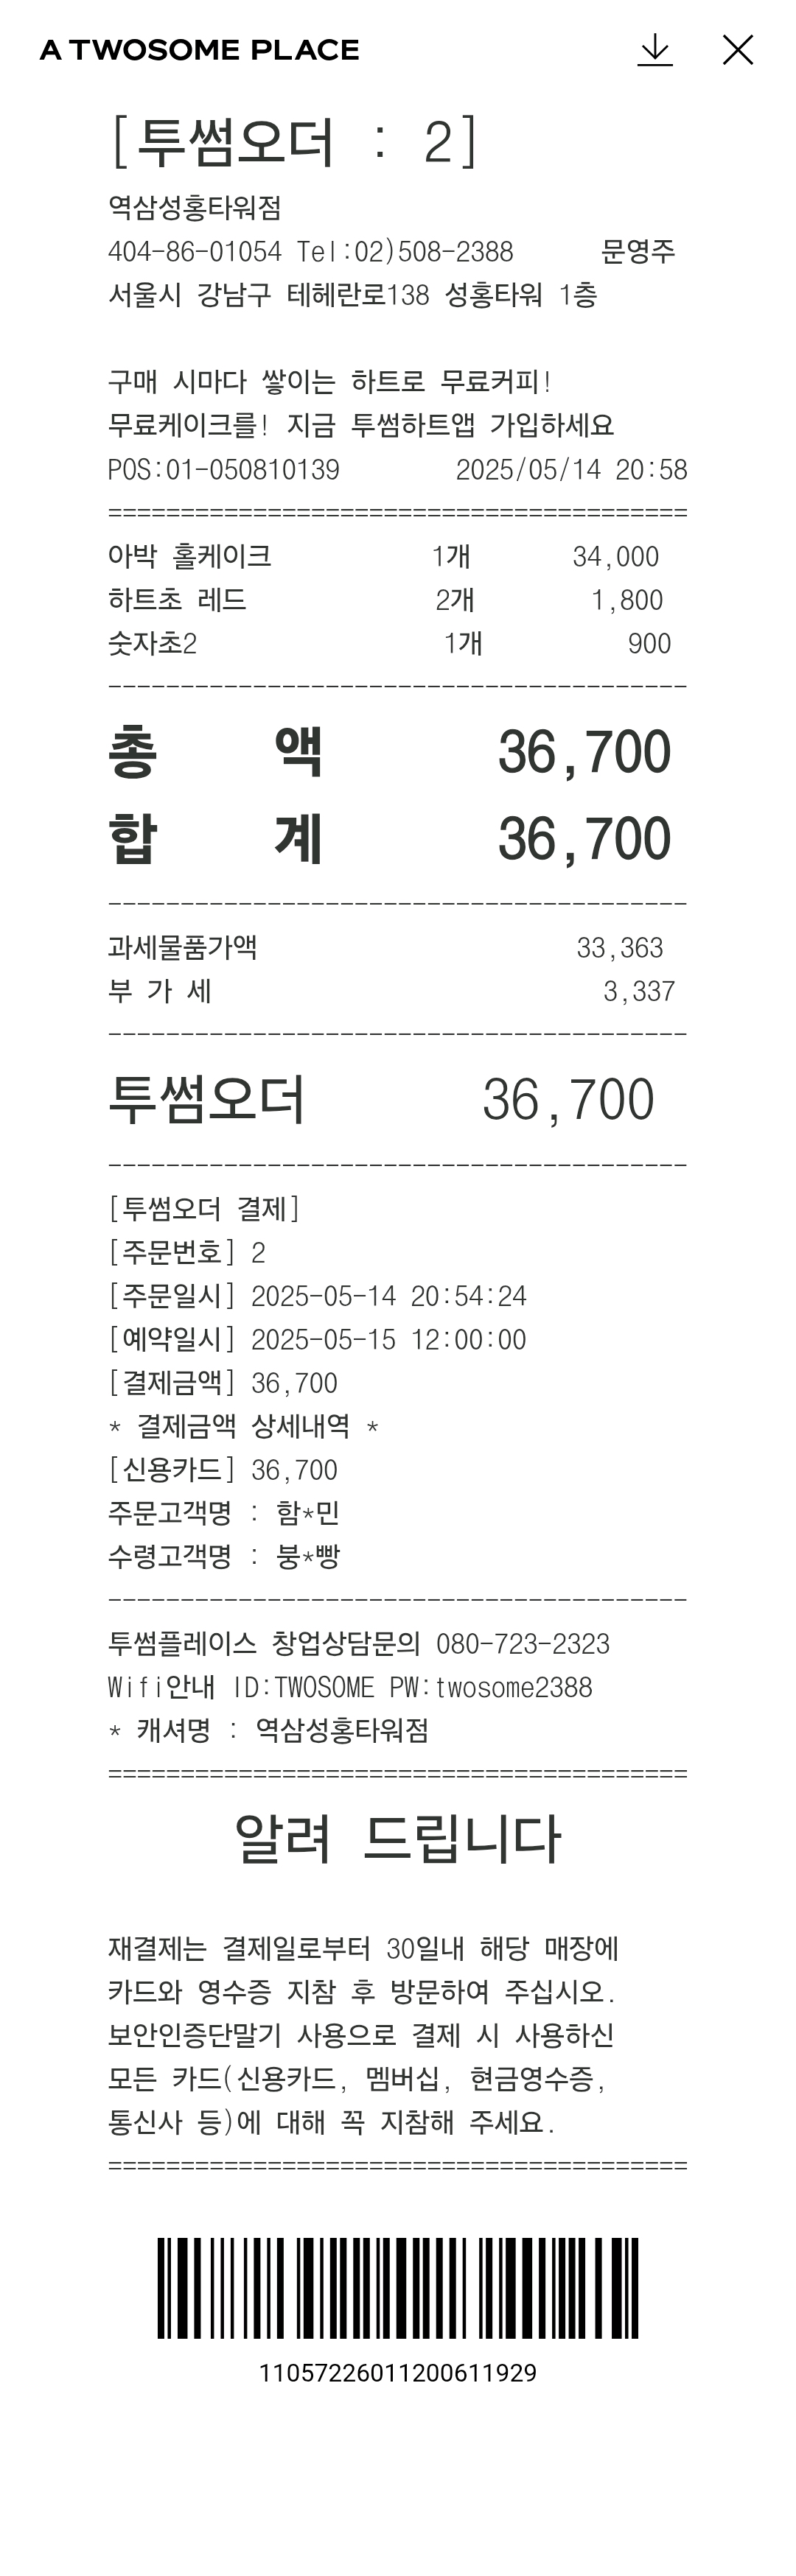 A TWOSOME PLACE
[투썸오더 : 2]
역삼성홍타워점
404-86-01054 Tel:02)508-2388 문영주
서울시 강남구 테헤란로138 성홍타워 1층
구매 시마다 쌓이는 하트로 무료커피!
무료케이크를! 지금 투썸하트앱 가입하세요
POS:01-050810139 2025/05/14 20:58
========================================
아박 홀케이크 1개 34,000
하트초 레드 2개 1,800
숫자초2 1개 900
----------------------------------------
총 액 36,700
합 계 36,700
----------------------------------------
과세물품가액 33,363
부 가 세 3,337
----------------------------------------
투썸오더 36,700
----------------------------------------
[투썸오더 결제]
[주문번호] 2
[주문일시] 2025-05-14 20:54:24
[예약일시] 2025-05-15 12:00:00
[결제금액] 36,700
* 결제금액 상세내역 *
[신용카드] 36,700
주문고객명 : 함*민
수령고객명 : 붕*빵
----------------------------------------
투썸플레이스 창업상담문의 080-723-2323
Wifi안내 ID:TWOSOME PW:twosome2388
* 캐셔명 : 역삼성홍타워점
========================================
알려 드립니다
재결제는 결제일로부터 30일내 해당 매장에
카드와 영수증 지참 후 방문하여 주십시오.
보안인증단말기 사용으로 결제 시 사용하신
모든 카드(신용카드, 멤버십, 현금영수증,
통신사 등)에 대해 꼭 지참해 주세요.
========================================
11057226011200611929